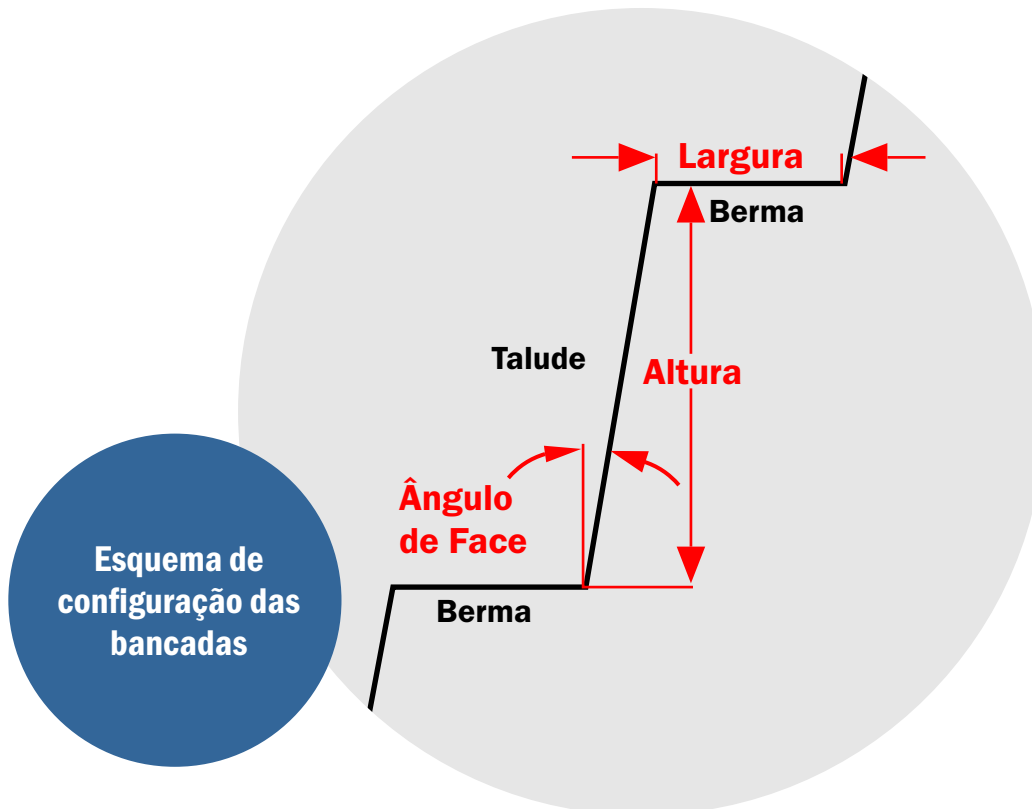 Largura
Berma
Talude
Altura
Ângulo
de Face
Berma
Esquema de
configuração das
bancadas